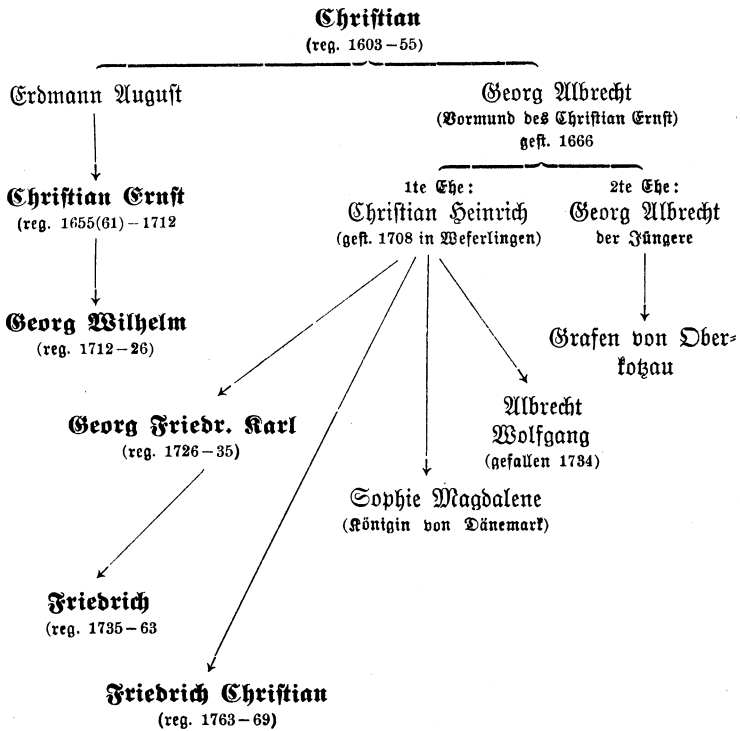 Christian
(reg. 1603–55)
Erdmann August
Georg Albrecht
(Vormund des Christian Ernst)
gest. 1666
Christian Ernst
(reg. 1655(61)–1712
1te Ehe:
Christian Heinrich
(gest. 1708 in Weferlingen)
2te Ehe:
Georg Albrecht
der Jüngere
Georg Wilhelm
(reg. 1712–26)
Grafen von Ober-
kotzau
Georg Friedr. Karl
(reg. 1726–35)
Albrecht
Wolfgang
(gefallen 1734)
Sophie Magdalene
(Königin von Dänemark)
Friedrich
(reg. 1735–63
Friedrich Christian
(reg. 1763–69)